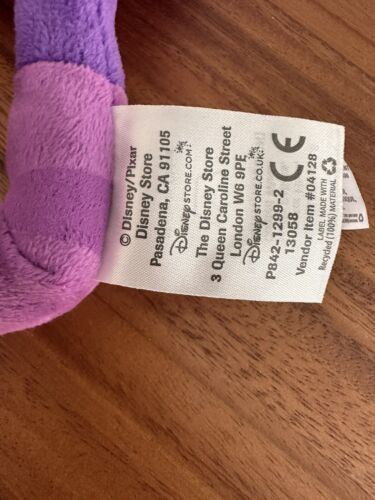 © Disney/Pixar
Disney Store
Pasadena, CA 91105
DISNEYSTORE.COM
The Disney Store
3 Queen Caroline Street
London W6 9PE
DISNEYSTORE.CO.UK
P842-1299-2
CE
13058
Vendor Item #04128
LABEL MADE WITH
Recycled (100%) MATERIAL